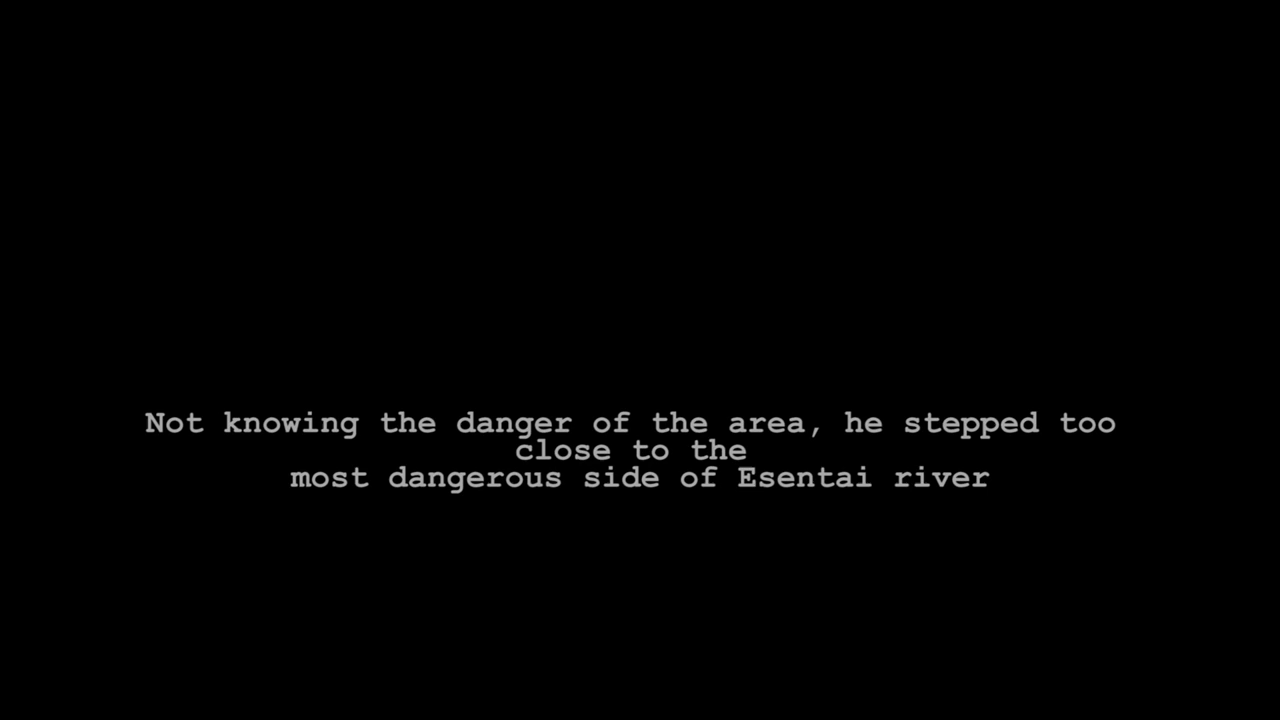 Not knowing the danger of the area, he stepped too
close to the
most dangerous side of Esentai river